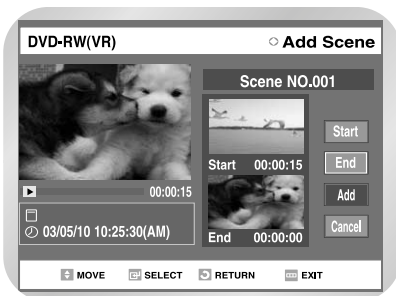 DVD-RW(VR)
Add Scene
Scene NO.001
Start 00:00:15
End 00:00:00
Start
End
Add
Cancel
00:00:15
03/05/10 10:25:30(AM)
MOVE SELECT RETURN EXIT